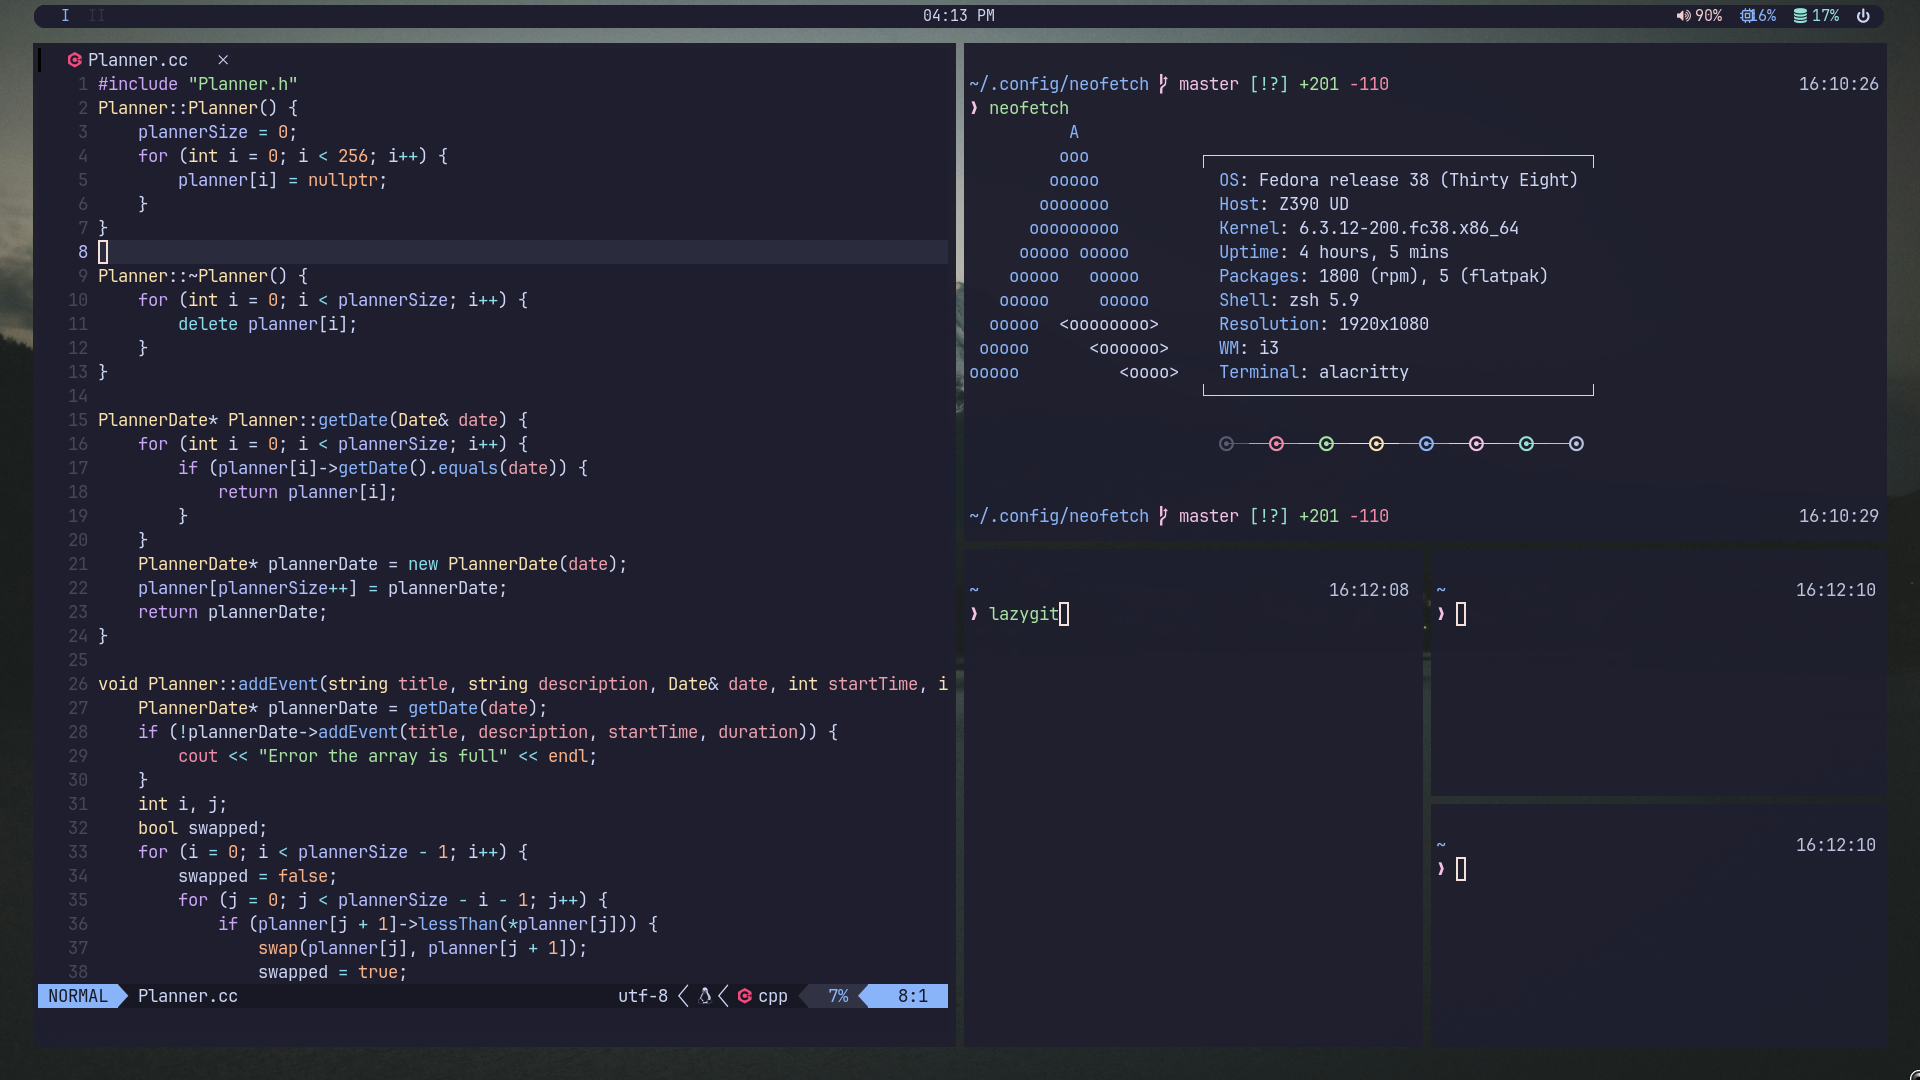 I II
04:13 PM
90% 16% 17%
Planner.cc ×
1 #include "Planner.h"
2 Planner::Planner() {
3     plannerSize = 0;
4     for (int i = 0; i < 256; i++) {
5         planner[i] = nullptr;
6     }
7 }
8
9 Planner::~Planner() {
10     for (int i = 0; i < plannerSize; i++) {
11         delete planner[i];
12     }
13 }
14
15 PlannerDate* Planner::getDate(Date& date) {
16     for (int i = 0; i < plannerSize; i++) {
17         if (planner[i]->getDate().equals(date)) {
18             return planner[i];
19         }
20     }
21     PlannerDate* plannerDate = new PlannerDate(date);
22     planner[plannerSize++] = plannerDate;
23     return plannerDate;
24 }
25
26 void Planner::addEvent(string title, string description, Date& date, int startTime, i
27     PlannerDate* plannerDate = getDate(date);
28     if (!plannerDate->addEvent(title, description, startTime, duration)) {
29         cout << "Error the array is full" << endl;
30     }
31     int i, j;
32     bool swapped;
33     for (i = 0; i < plannerSize - 1; i++) {
34         swapped = false;
35         for (j = 0; j < plannerSize - i - 1; j++) {
36             if (planner[j + 1]->lessThan(*planner[j])) {
37                 swap(planner[j], planner[j + 1]);
38                 swapped = true;
NORMAL Planner.cc utf-8 cpp 7% 8:1
~/.config/neofetch master [!?] +201 -110 16:10:26
❱ neofetch
          A
         ooo
        ooooo
       ooooooo
      ooooooooo
     ooooo ooooo
    ooooo   ooooo
   ooooo     ooooo
  ooooo  <oooooooo>
 ooooo      <oooooo>
ooooo          <oooo>
OS: Fedora release 38 (Thirty Eight)
Host: Z390 UD
Kernel: 6.3.12-200.fc38.x86_64
Uptime: 4 hours, 5 mins
Packages: 1800 (rpm), 5 (flatpak)
Shell: zsh 5.9
Resolution: 1920x1080
WM: i3
Terminal: alacritty
~/.config/neofetch master [!?] +201 -110 16:10:29
~ 16:12:08
❱ lazygit
~ 16:12:10
❱
~ 16:12:10
❱